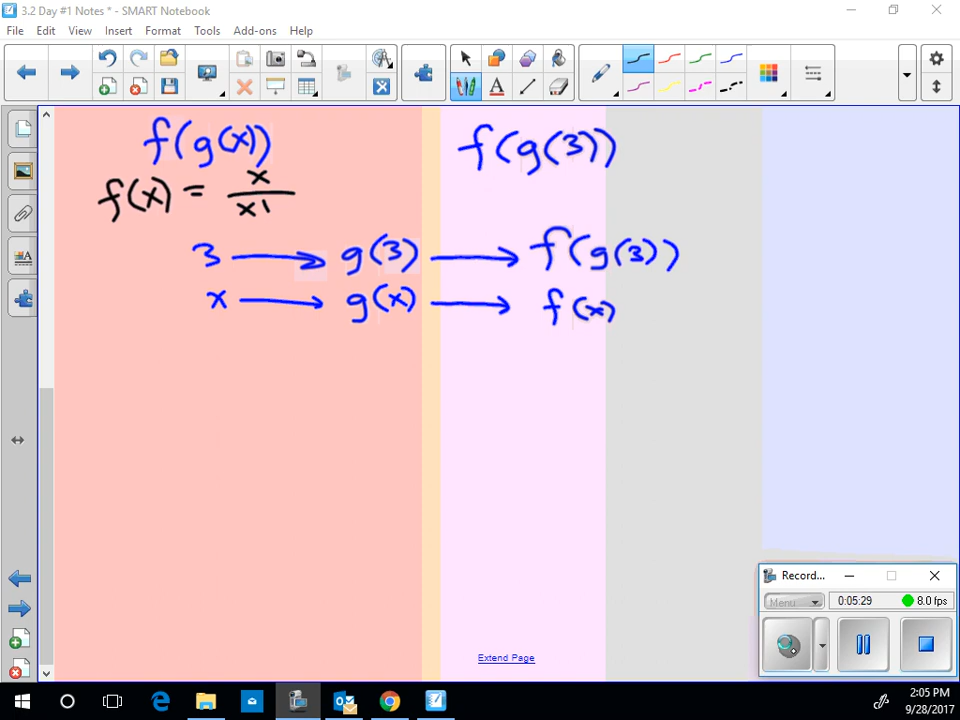 3.2 Day #1 Notes * - SMART Notebook
File Edit View Insert Format Tools Add-ons Help
f(g(x)) f(g(3))
f(x) = x
x'
3 → g(3) → f(g(3))
x → g(x) → f(x)
Extend Page
Record...
Menu 0:05:29 8.0 fps
2:05 PM
9/28/2017